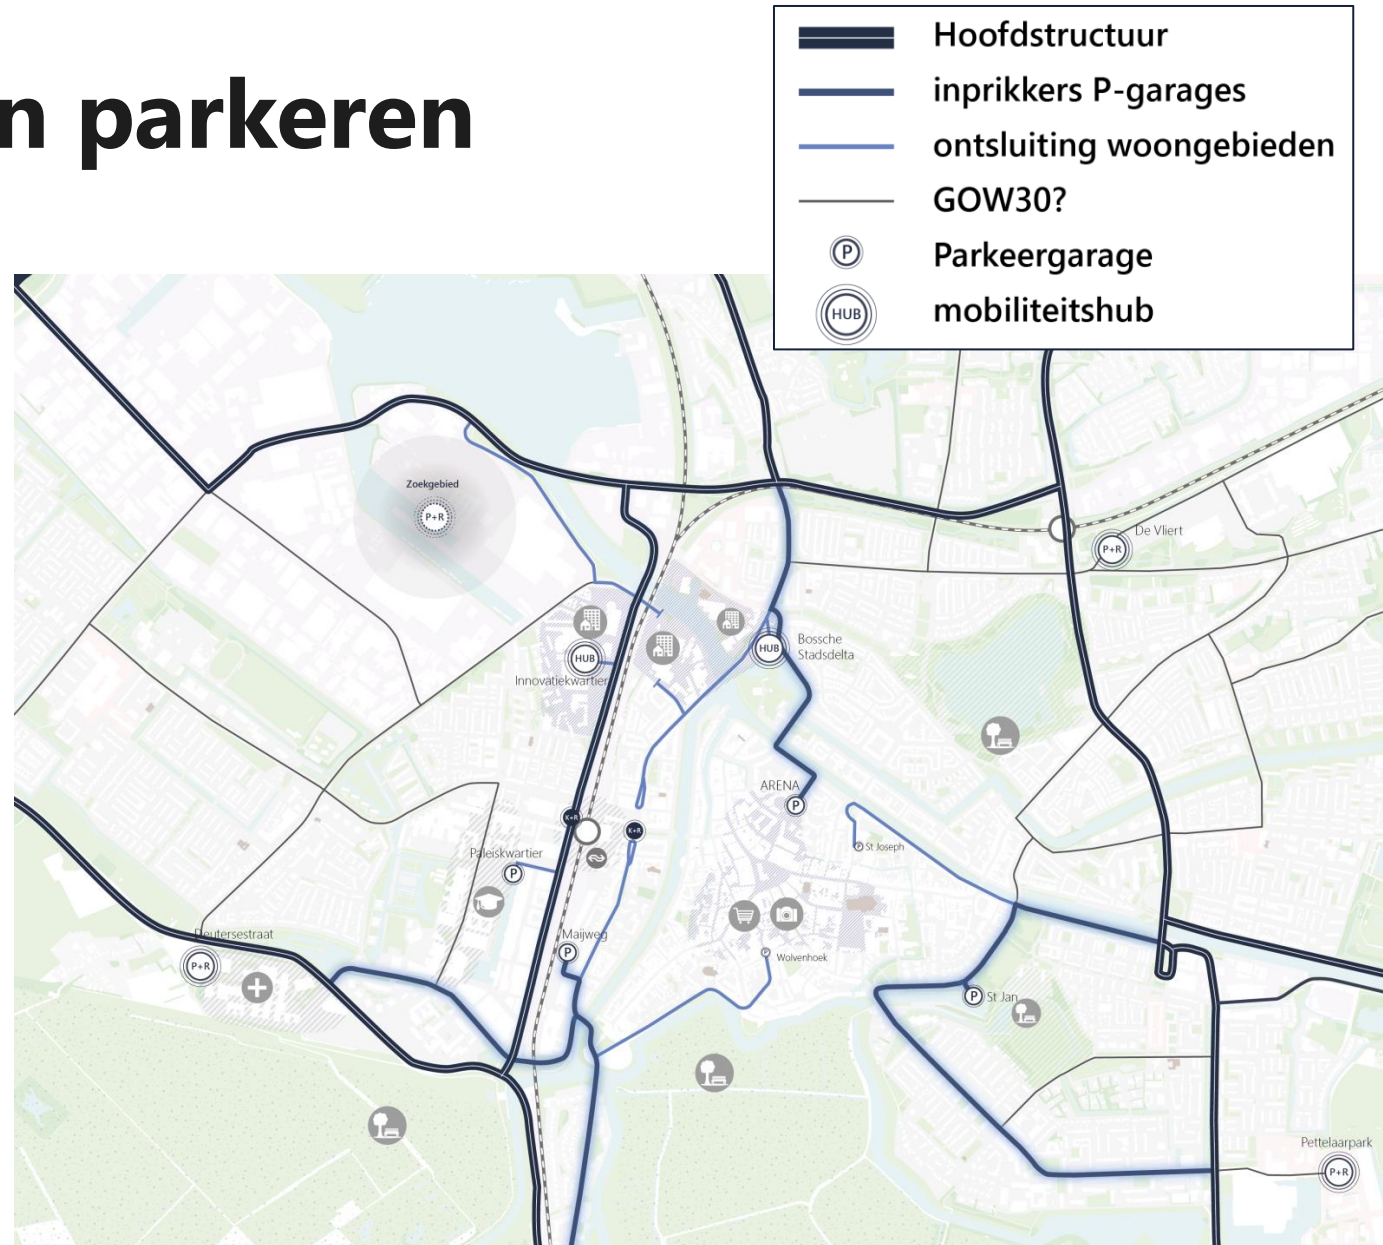 n parkeren
Hoofdstructuur
inprikkers P-garages
ontsluiting woongebieden
GOW30?
P
Parkeergarage
HUB
mobiliteitshub
Zoekgebied
P+R
De Vliert
P+R
Bossche
Stadsdelta
HUB
HUB
Innovatiekwartier
ARENA
P
K+R
K+R
St Joseph
P
Paleiskwartier
P
Maijweg
P
Wolvenhoek
P
Deutersestraat
P+R
P
St Jan
Pettelaarpark
P+R